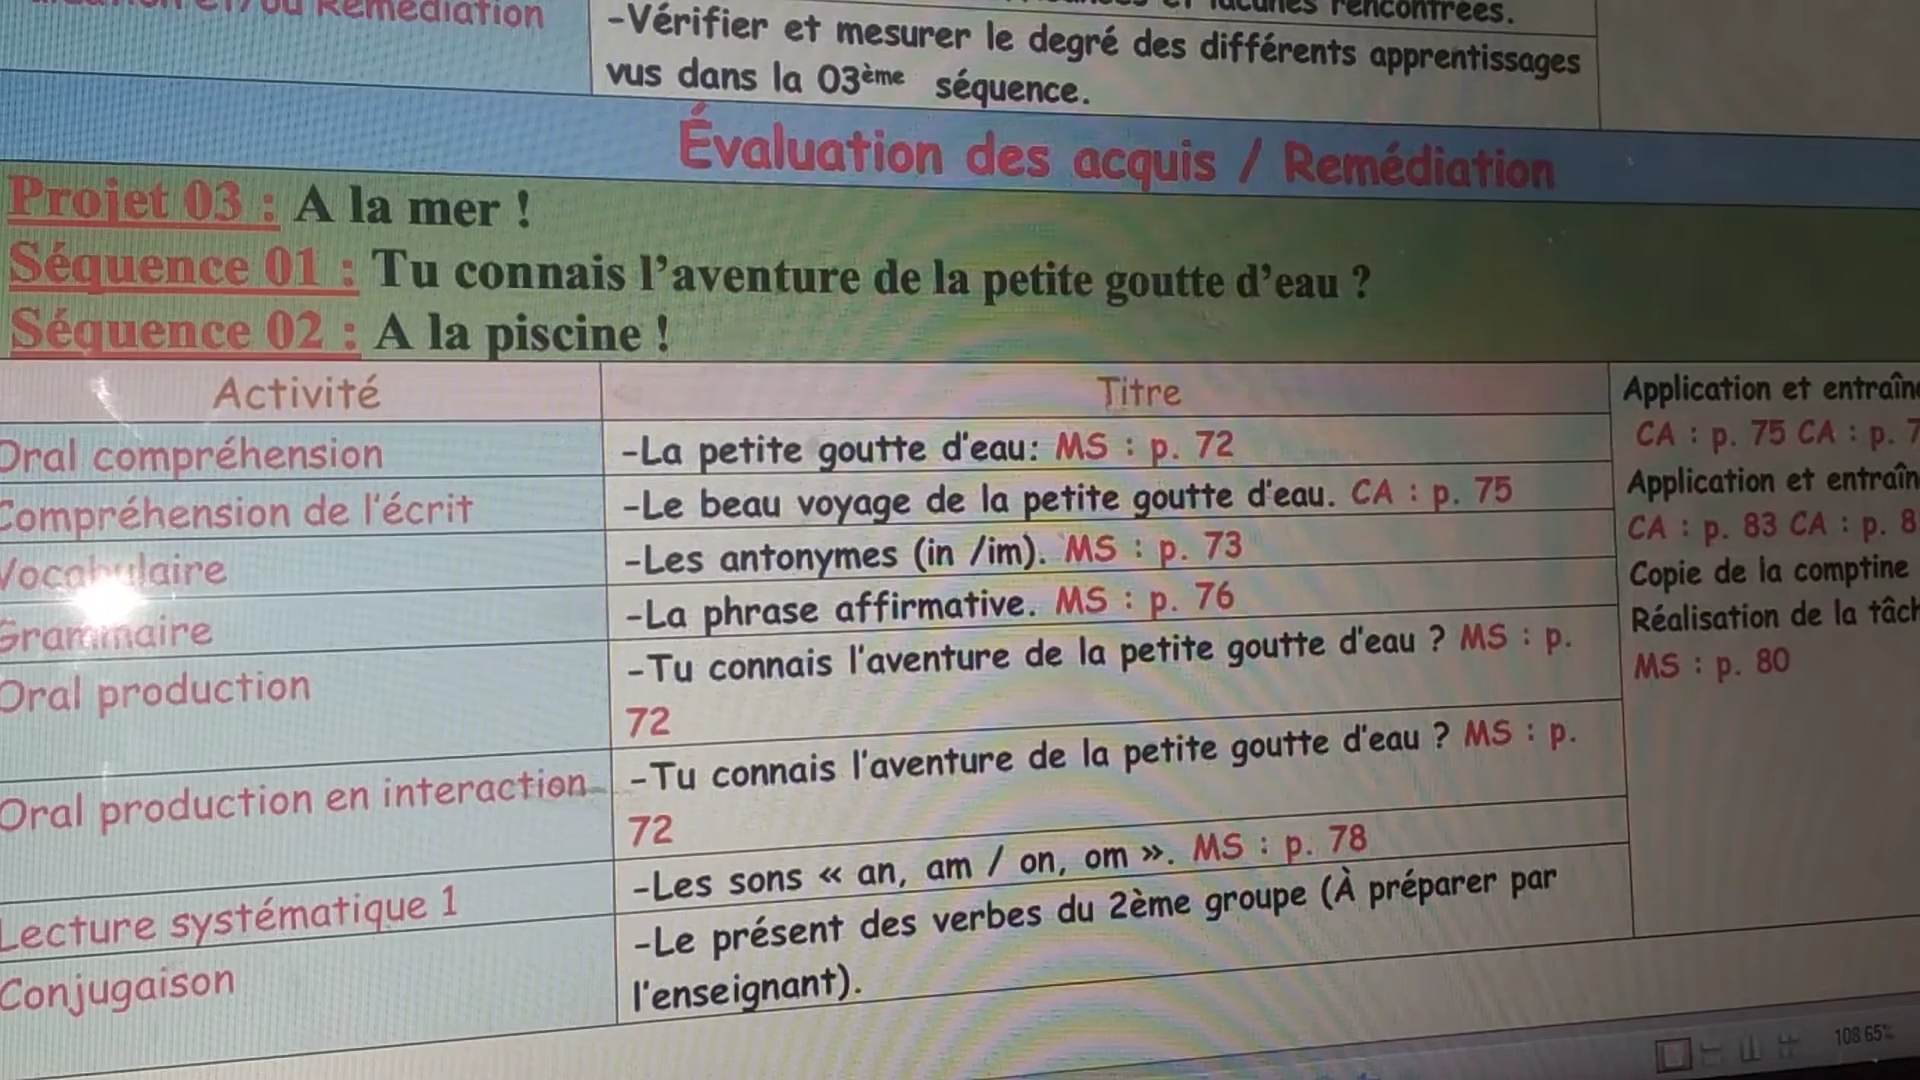 et/ou Remédiation
et lacunes rencontrées.
-Vérifier et mesurer le degré des différents apprentissages
vus dans la 03ème séquence.
Évaluation des acquis / Remédiation
Projet 03 : A la mer !
Séquence 01 : Tu connais l'aventure de la petite goutte d'eau ?
Séquence 02 : A la piscine !
Activité
Titre
Oral compréhension
-La petite goutte d'eau: MS : p. 72
Compréhension de l'écrit
-Le beau voyage de la petite goutte d'eau. CA : p. 75
Vocabulaire
-Les antonymes (in /im). MS : p. 73
Grammaire
-La phrase affirmative. MS : p. 76
Oral production
-Tu connais l'aventure de la petite goutte d'eau ? MS : p.
72
Oral production en interaction
-Tu connais l'aventure de la petite goutte d'eau ? MS : p.
72
Lecture systématique 1
-Les sons « an, am / on, om ». MS : p. 78
Conjugaison
-Le présent des verbes du 2ème groupe (À préparer par
l'enseignant).
Application et
CA : p. 75 CA : p.
Application et
CA : p. 83 CA : p.
Copie de la comptine
Réalisation de la
MS : p. 80
108.65%